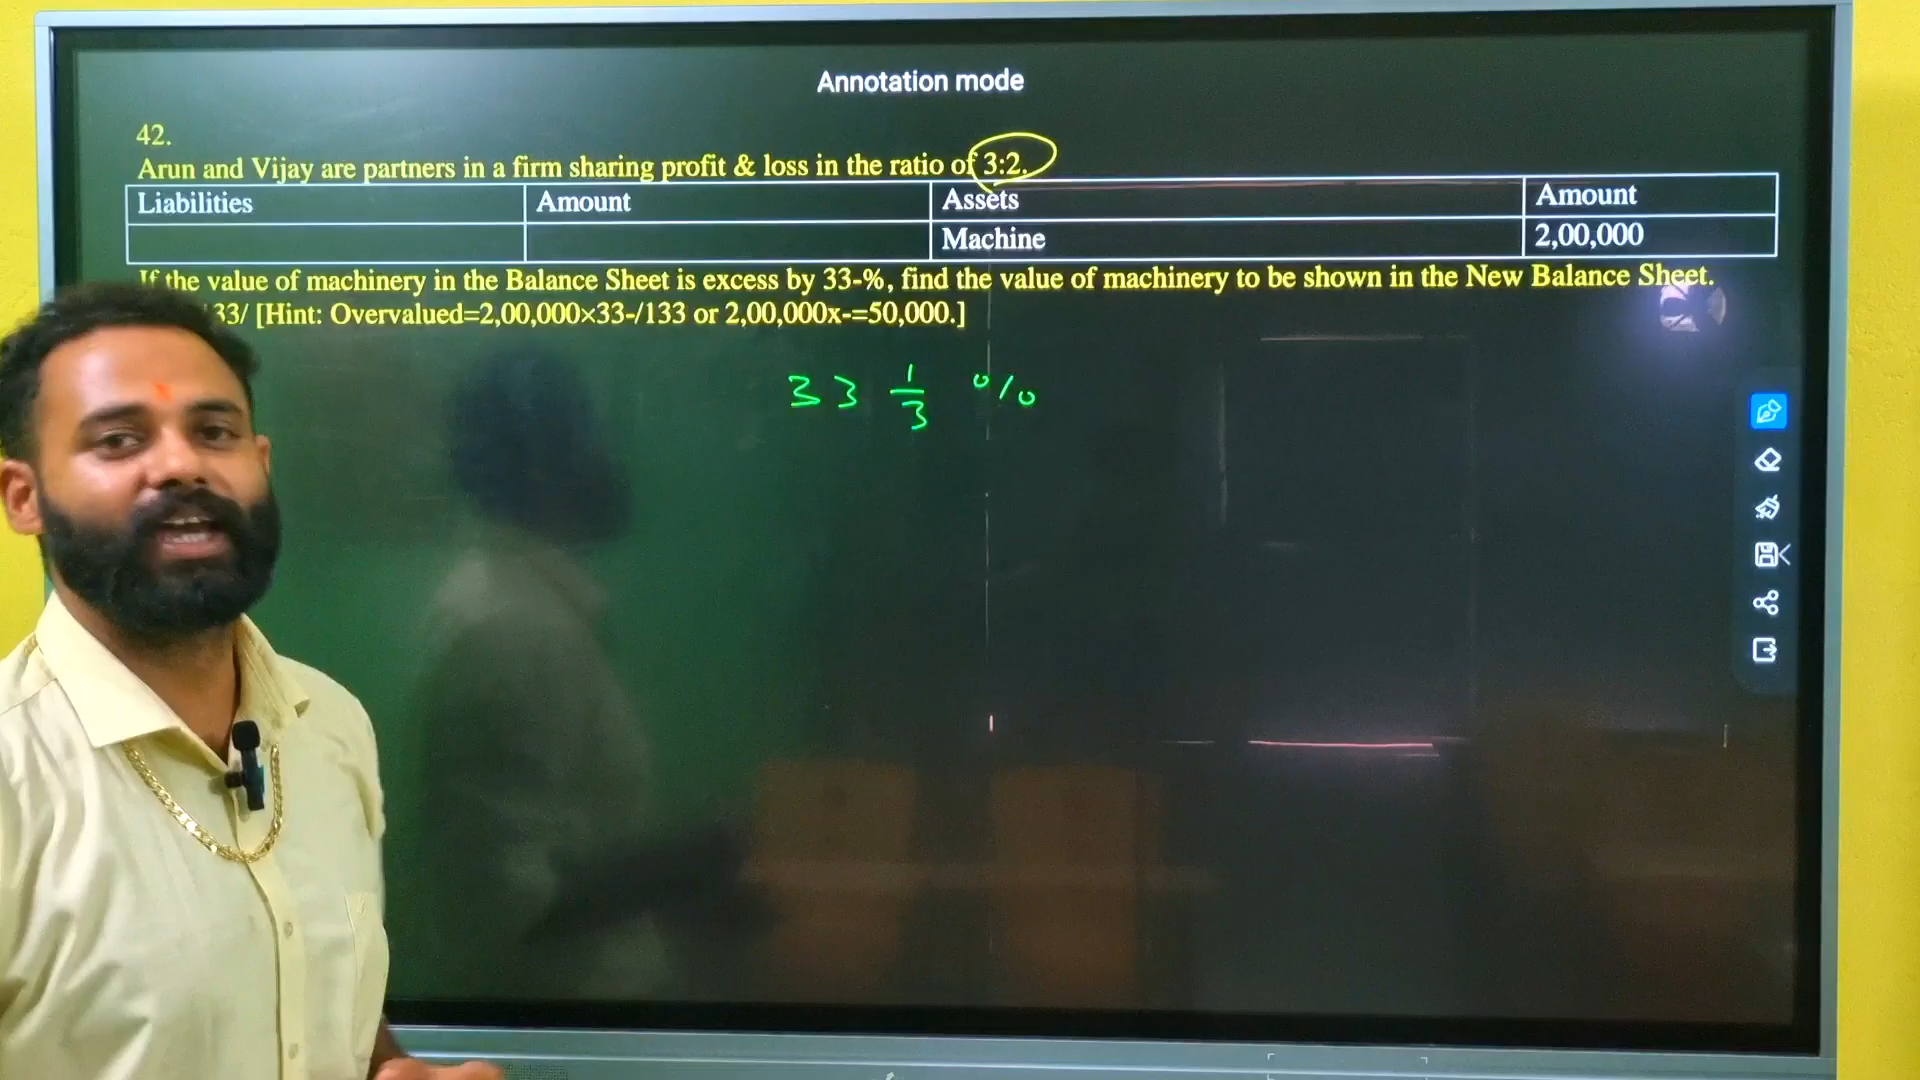 Annotation mode
42.
Arun and Vijay are partners in a firm sharing profit & loss in the ratio of 3:2.
Liabilities Amount Assets Amount
Machine 2,00,000
If the value of machinery in the Balance Sheet is excess by 33-%, find the value of machinery to be shown in the New Balance Sheet.
33/ [Hint: Overvalued=2,00,000×33-/133 or 2,00,000x-=50,000.]
33 1/3 %